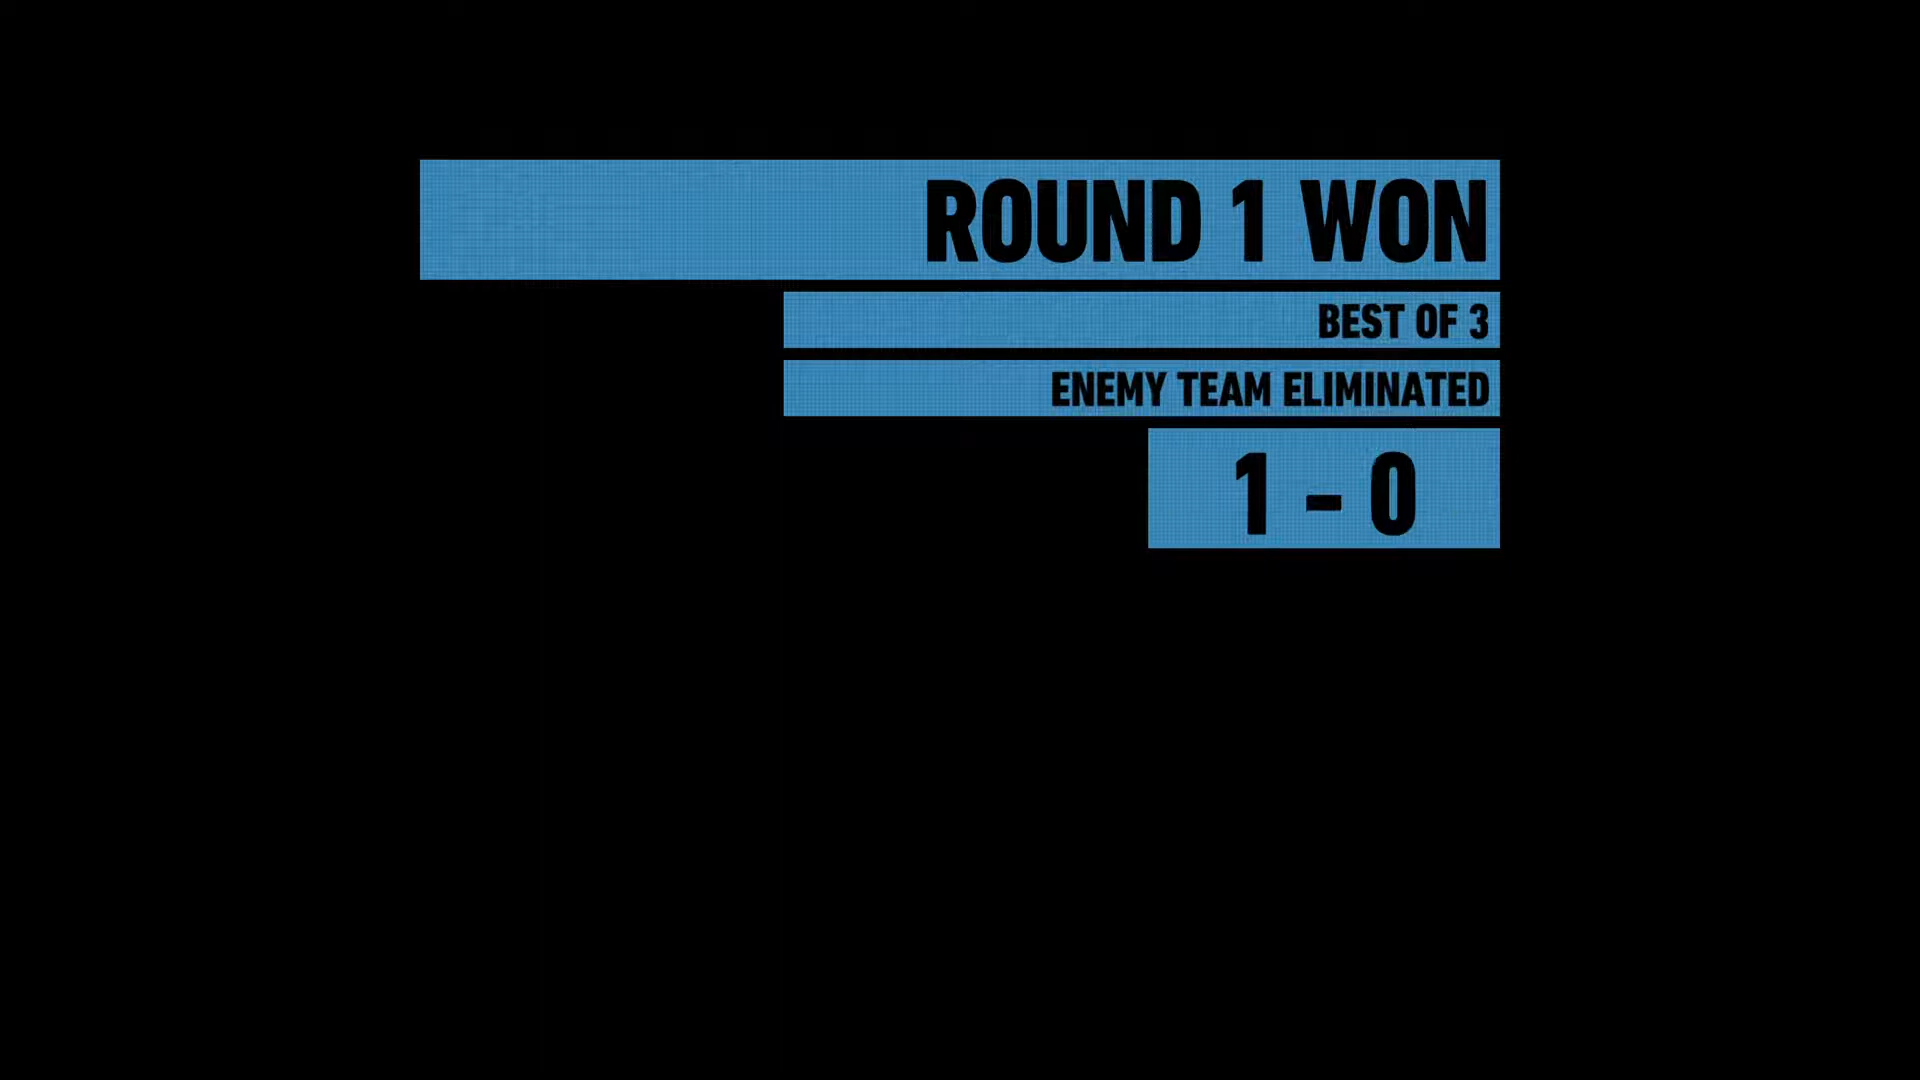 ROUND 1 WON
BEST OF 3
ENEMY TEAM ELIMINATED
1 - 0